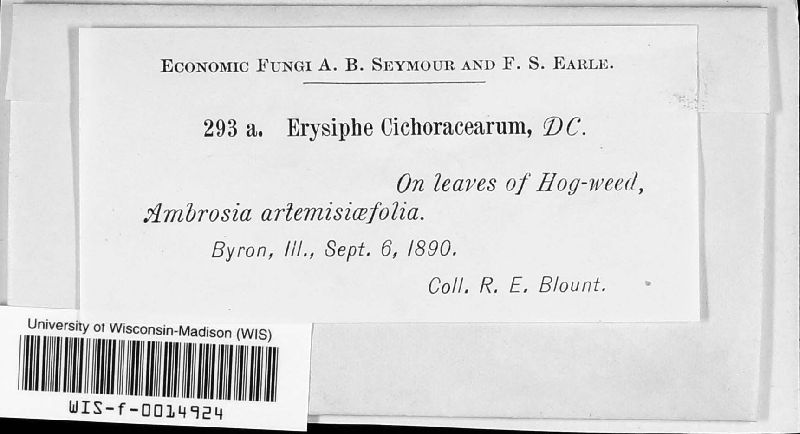 Economic Fungi A. B. Seymour and F. S. Earle.
293 a. Erysiphe Cichoracearum, DC.
On leaves of Hog-weed,
Ambrosia artemisiæfolia.
Byron, Ill., Sept. 6, 1890.
Coll. R. E. Blount.
University of Wisconsin-Madison (WIS)
WIS-f-0014924